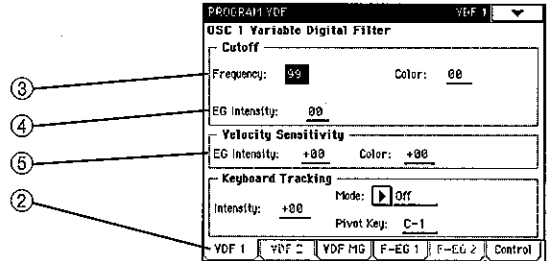 PROGRAM VDF VDF 1
OSC 1 Variable Digital Filter
Cutoff
③ Frequency: 99 Color: 00
④ EG Intensity: 00
Velocity Sensitivity
⑤ EG Intensity: +00 Color: +00
Keyboard Tracking
Mode: Off
Intensity: +00
Pivot Key: C-1
② VDF 1 VDF 2 VDF MG F-EG 1 F-EG 2 Control